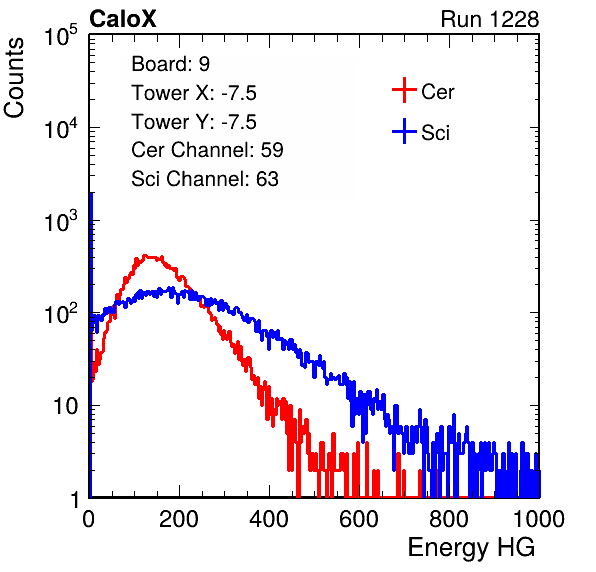 CaloX Run 1228
Counts
10^5
10^4
10^3
10^2
10
1
Board: 9
Tower X: -7.5
Tower Y: -7.5
Cer Channel: 59
Sci Channel: 63
Cer
Sci
0 200 400 600 800 1000
Energy HG